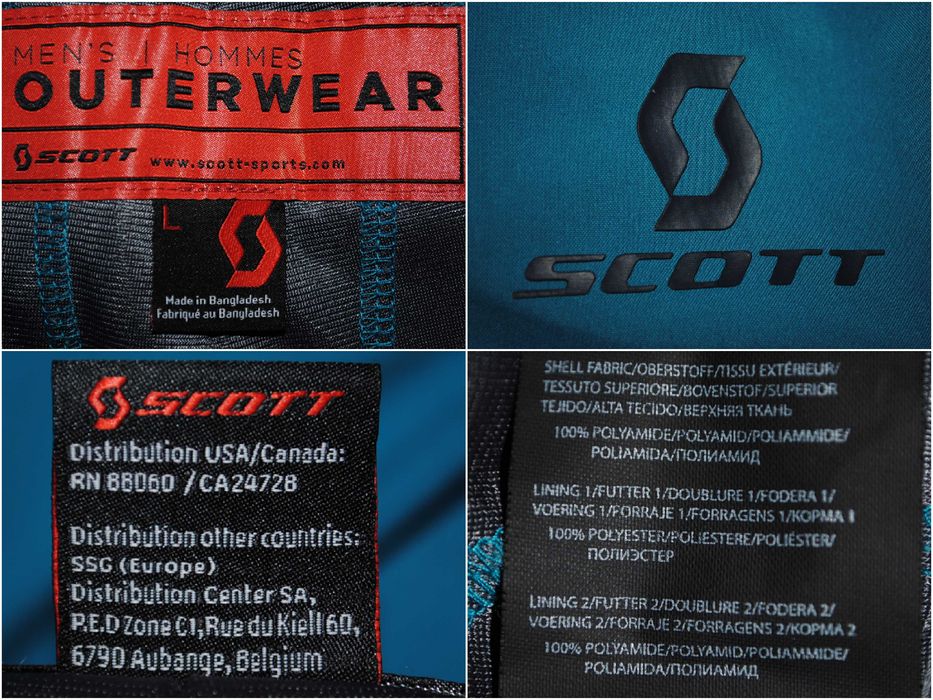 MEN'S | HOMMES
OUTERWEAR
SCOTT www.scott-sports.com
L
Made in Bangladesh
Fabriqué au Bangladesh
SCOTT
SCOTT
Distribution USA/Canada:
RN 88060 /CA24728
Distribution other countries:
SSG (Europe)
Distribution Center SA,
P.E.D Zone C1,Rue du Kiell 60,
6790 Aubange, Belgium
SHELL FABRIC/OBERSTOFF/TISSU EXTÉRIEUR/
TESSUTO SUPERIORE/BOVENSTOF/SUPERIOR
TEJIDO/ALTA TECIDO/ВЕРХНЯЯ ТКАНЬ
100% POLYAMIDE/POLYAMID/POLIAMMIDE/
POLIAMIDA/ПОЛИАМИД
LINING 1/FUTTER 1/DOUBLURE 1/FODERA 1/
VOERING 1/FORRAJE 1/FORRAGENS 1/КОРМА 1
100% POLYESTER/POLIESTERE/POLIÉSTER/
ПОЛИЭСТЕР
LINING 2/FUTTER 2/DOUBLURE 2/FODERA 2/
VOERING 2/FORRAJE 2/FORRAGENS 2/КОРМА 2
100% POLYAMIDE/POLYAMID/POLIAMMIDE/
POLIAMIDA/ПОЛИАМИД